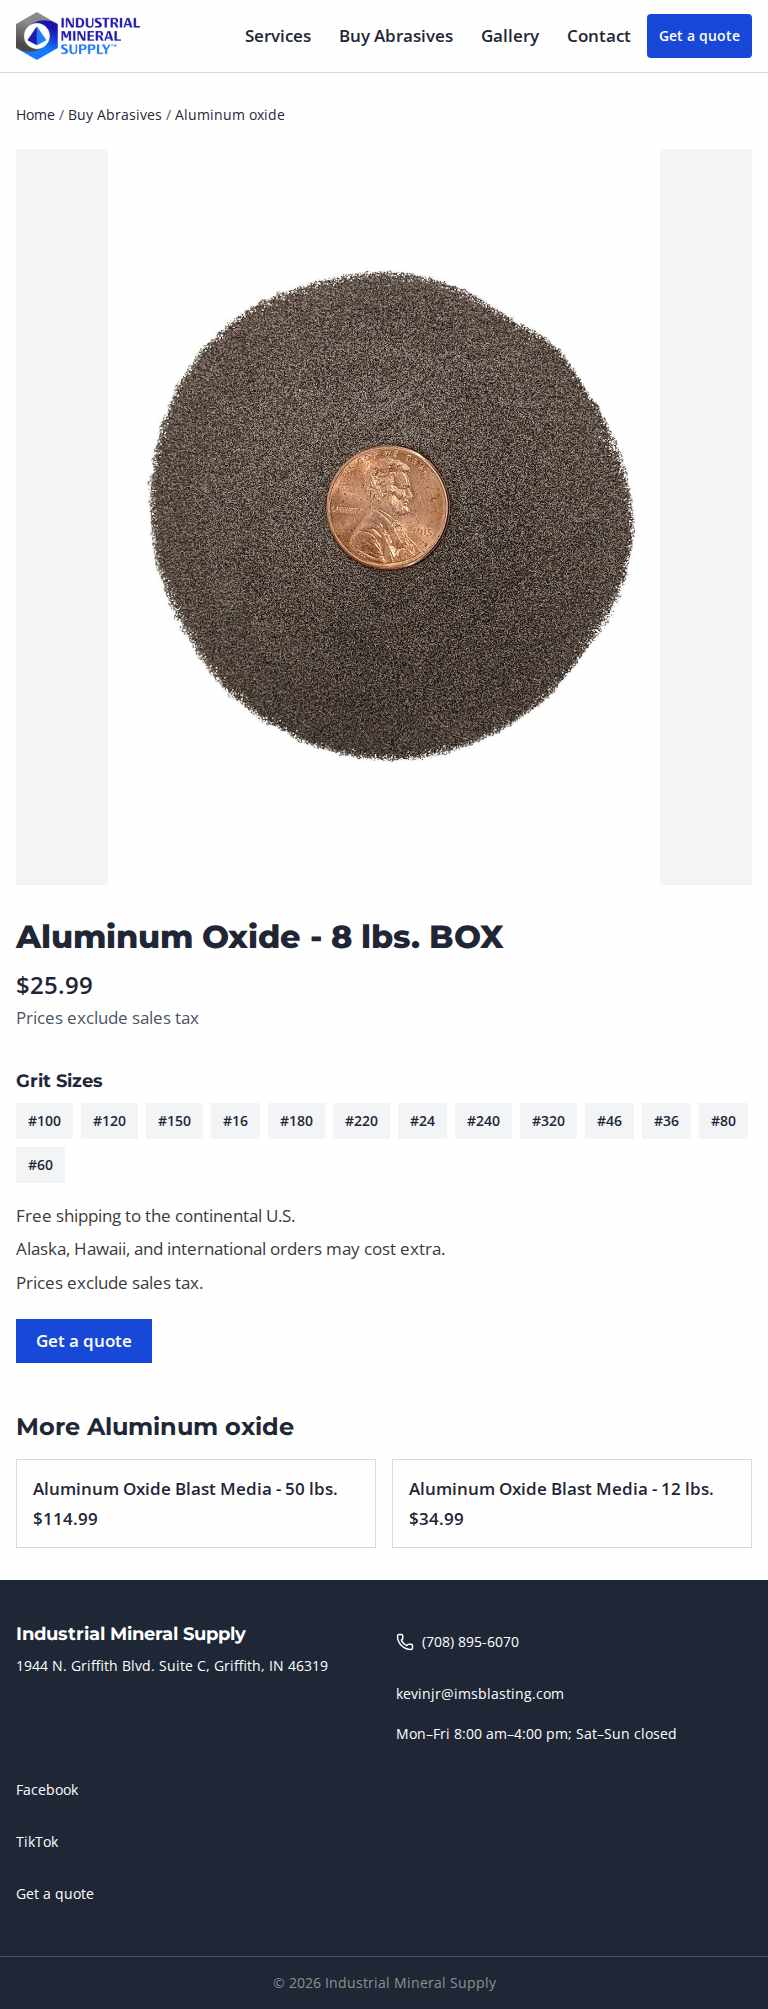 INDUSTRIAL
MINERAL
SUPPLY™
Services
Buy Abrasives
Gallery
Contact
Get a quote
Home / Buy Abrasives / Aluminum oxide
Aluminum Oxide - 8 lbs. BOX
$25.99
Prices exclude sales tax
Grit Sizes
#100 #120 #150 #16 #180 #220 #24 #240 #320 #46 #36 #80
#60
Free shipping to the continental U.S.
Alaska, Hawaii, and international orders may cost extra.
Prices exclude sales tax.
Get a quote
More Aluminum oxide
Aluminum Oxide Blast Media - 50 lbs.
$114.99
Aluminum Oxide Blast Media - 12 lbs.
$34.99
Industrial Mineral Supply
1944 N. Griffith Blvd. Suite C, Griffith, IN 46319
(708) 895-6070
kevinjr@imsblasting.com
Mon–Fri 8:00 am–4:00 pm; Sat–Sun closed
Facebook
TikTok
Get a quote
© 2026 Industrial Mineral Supply